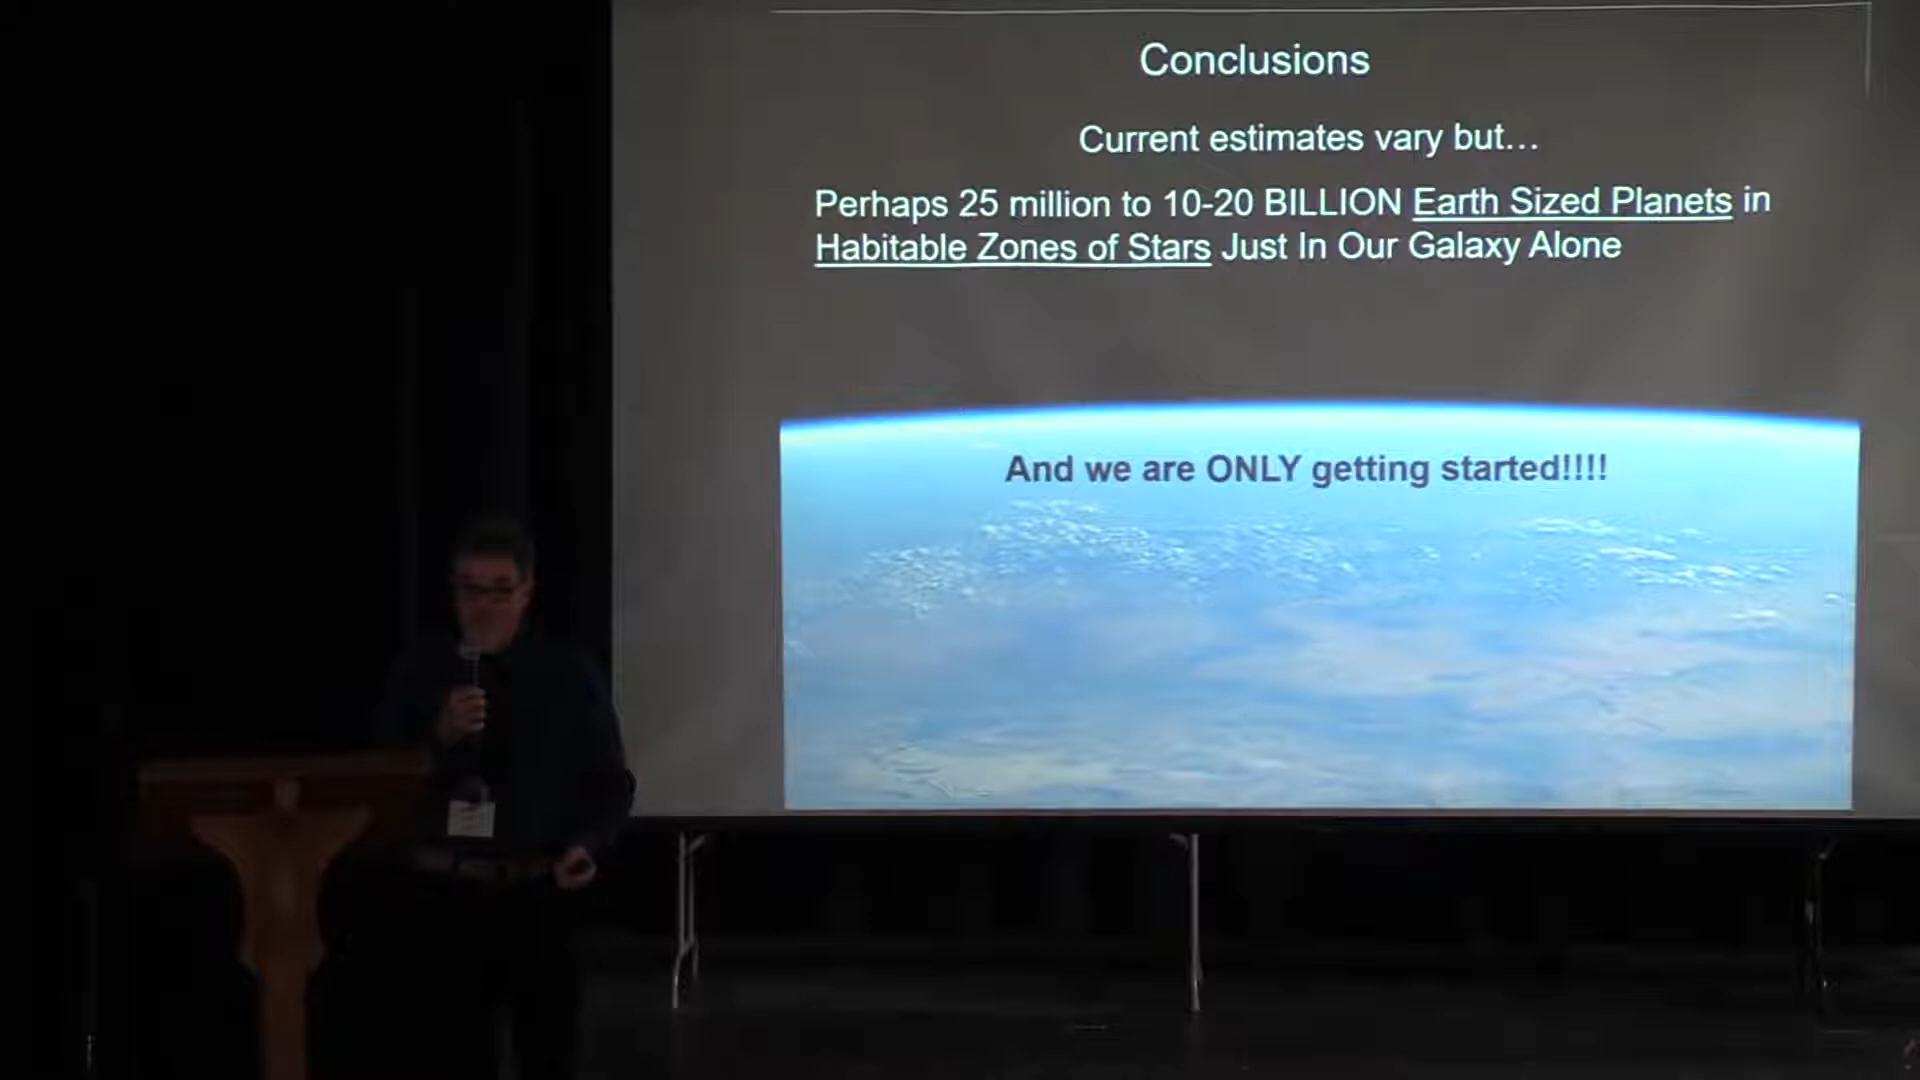 Conclusions
Current estimates vary but...
Perhaps 25 million to 10-20 BILLION Earth Sized Planets in
Habitable Zones of Stars Just In Our Galaxy Alone
And we are ONLY getting started!!!!